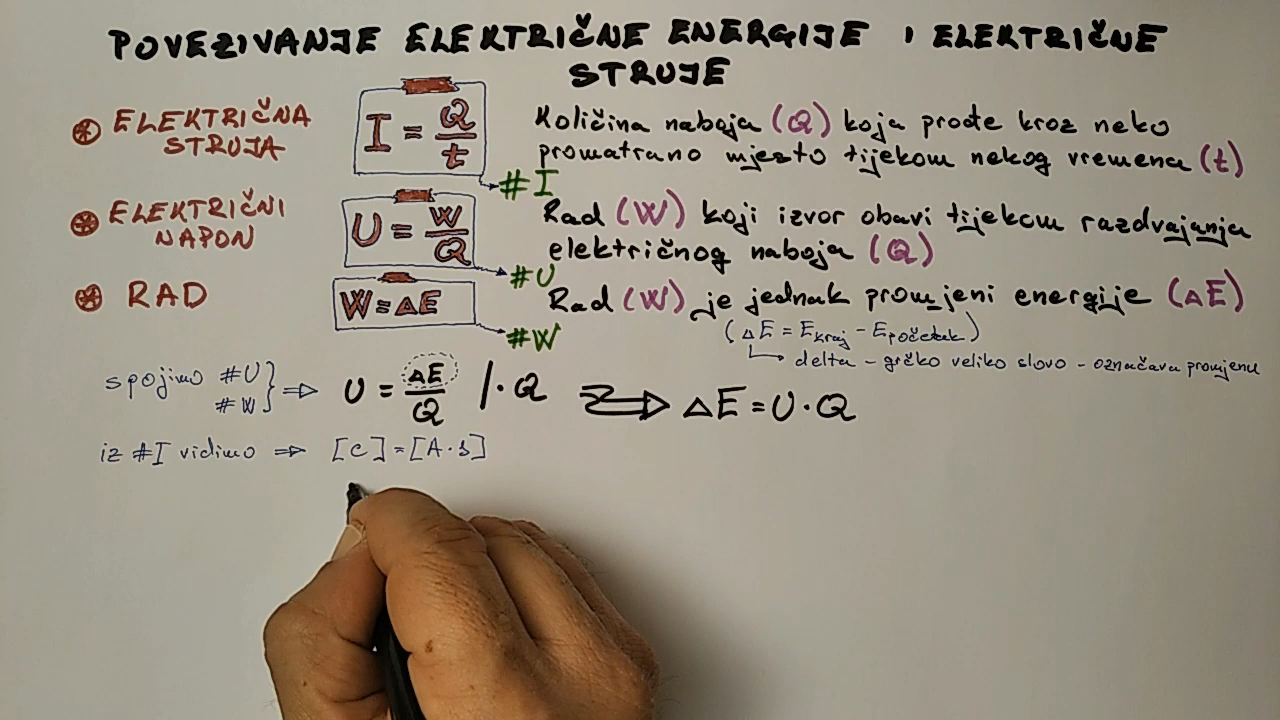 POVEZIVANJE ELEKTRIČNE ENERGIJE I ELEKTRIČNE
STRUJE
⊛ ELEKTRIČNA
STRUJA
I = Q/t
#I
Količina naboja (Q) koja prođe kroz neko
promatrano mjesto tijekom nekog vremena (t)
⊛ ELEKTRIČNI
NAPON
U = W/Q
#U
Rad (W) koji izvor obavi tijekom razdvajanja
električnog naboja (Q)
⊛ RAD
W = ΔE
#W
Rad (W) je jednak promjeni energije (ΔE)
(ΔE = Ekraj - Epočetak)
delta - grčko veliko slovo - označava promjenu
spojimo #U
#W } ⇒ U = ΔE/Q /·Q ⇒ ΔE = U·Q
iz #I vidimo ⇒ [C] = [A·s]